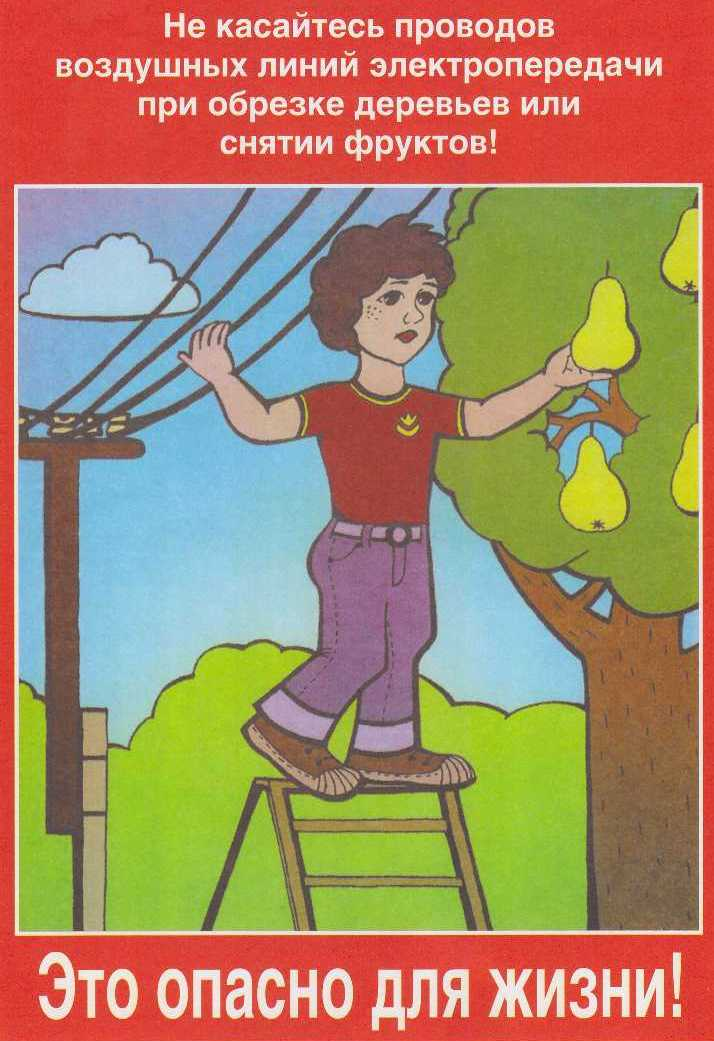 Не касайтесь проводов
воздушных линий электропередачи
при обрезке деревьев или
снятии фруктов!
Это опасно для жизни!